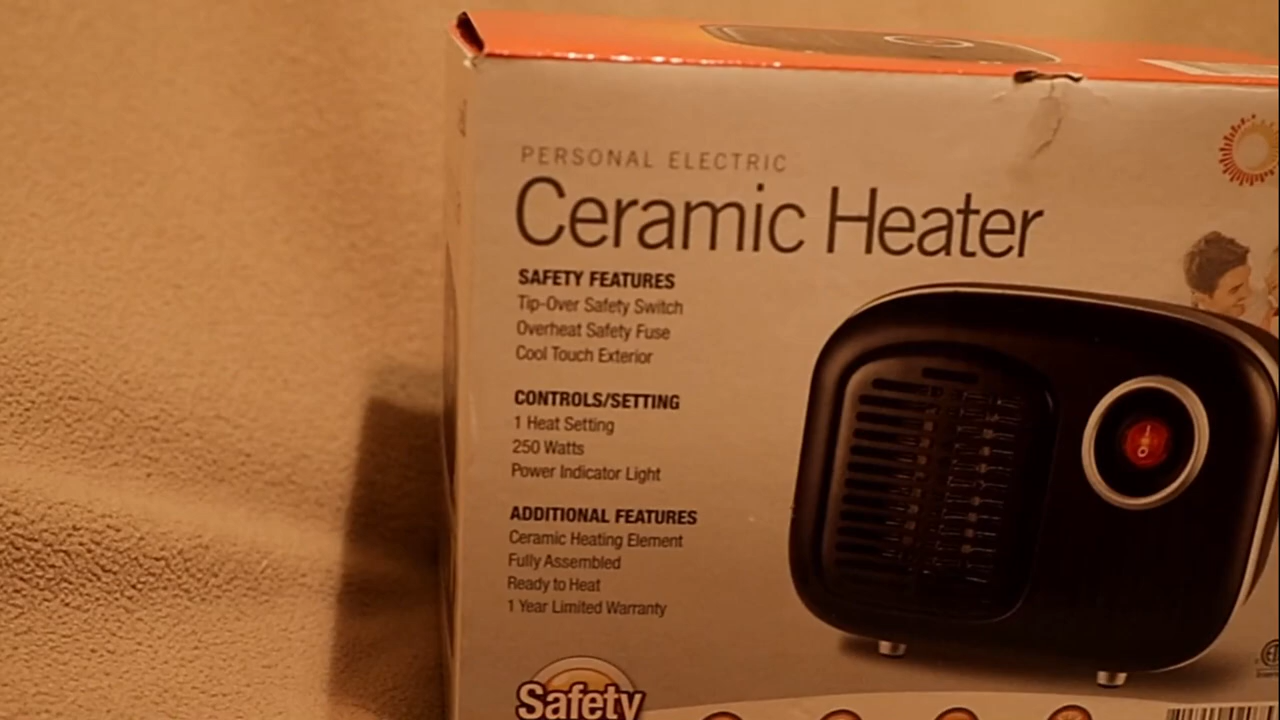 PERSONAL ELECTRIC
Ceramic Heater
SAFETY FEATURES
Tip-Over Safety Switch
Overheat Safety Fuse
Cool Touch Exterior
CONTROLS/SETTING
1 Heat Setting
250 Watts
Power Indicator Light
ADDITIONAL FEATURES
Ceramic Heating Element
Fully Assembled
Ready to Heat
1 Year Limited Warranty
Safety